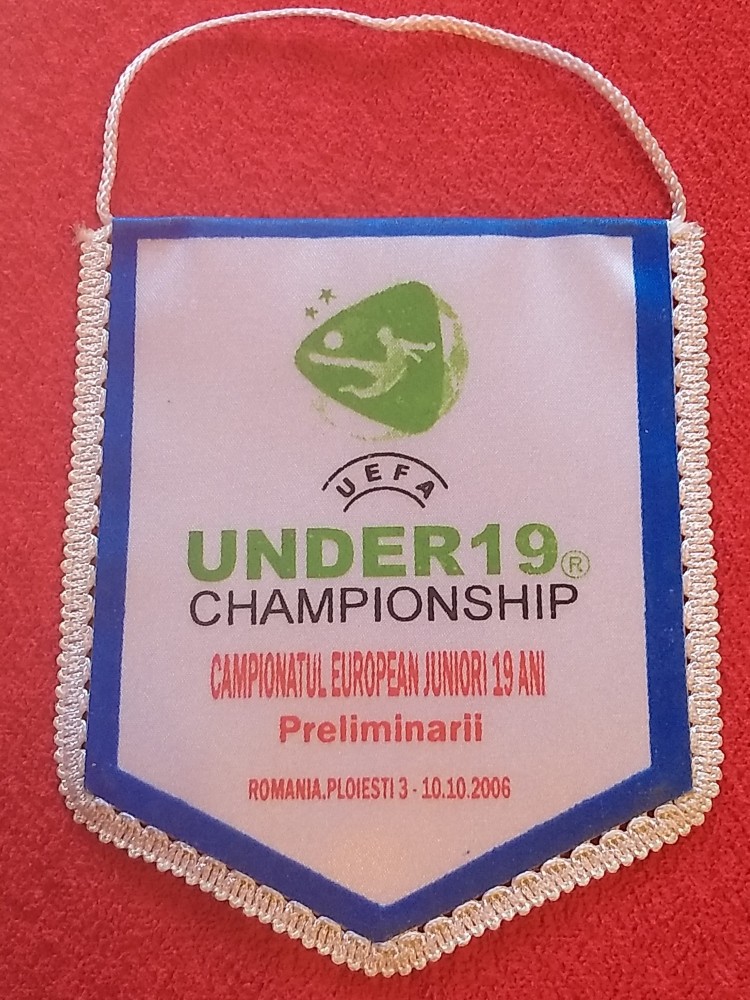 UEFA
UNDER19®
CHAMPIONSHIP
CAMPIONATUL EUROPEAN JUNIORI 19 ANI
Preliminarii
ROMANIA.PLOIESTI 3 - 10.10.2006